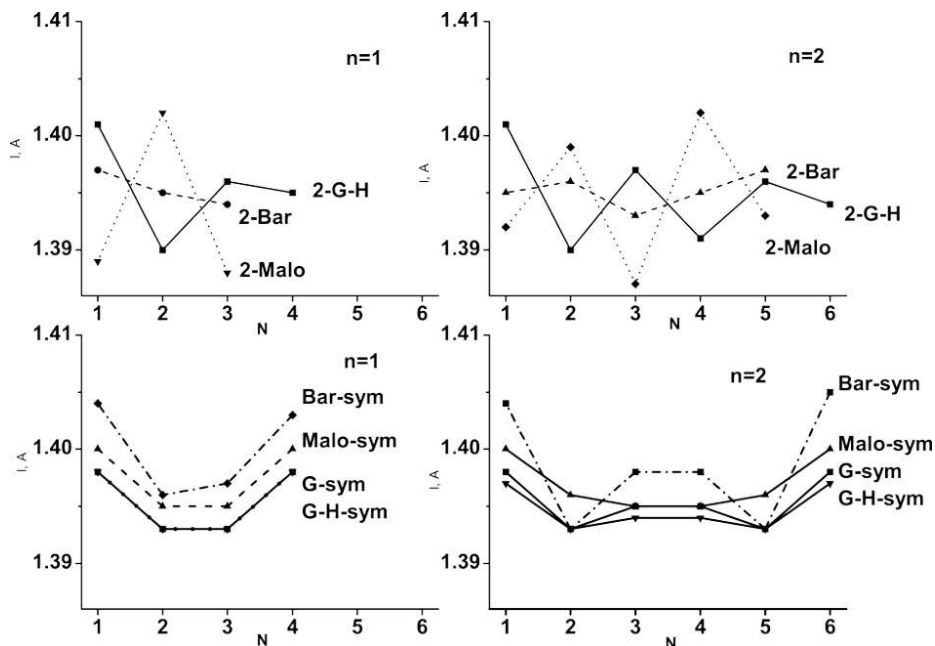 1.41
n=1
1.40
I, A
2-G-H
2-Bar
1.39
2-Malo
1 2 3 4 5 6
N
1.41
n=2
1.40
I, A
2-Bar
2-G-H
1.39
2-Malo
1 2 3 4 5 6
N
1.41
n=1
Bar-sym
1.40
I, A
Malo-sym
G-sym
G-H-sym
1.39
1 2 3 4 5 6
N
1.41
n=2
Bar-sym
1.40
I, A
Malo-sym
G-sym
G-H-sym
1.39
1 2 3 4 5 6
N